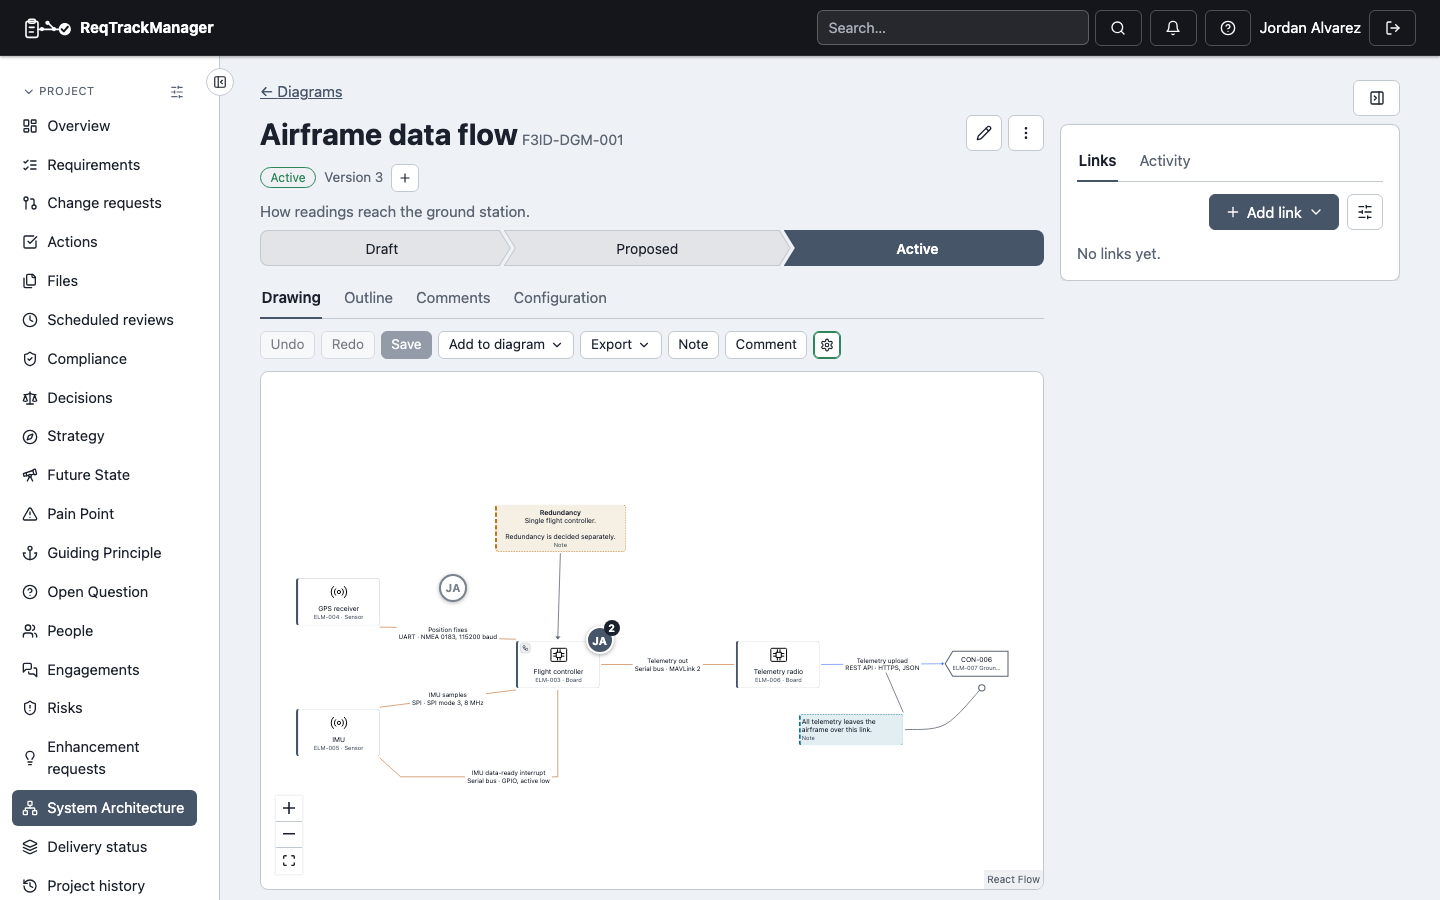 ReqTrackManager
Search...
Jordan Alvarez
PROJECT
Overview
Requirements
Change requests
Actions
Files
Scheduled reviews
Compliance
Decisions
Strategy
Future State
Pain Point
Guiding Principle
Open Question
People
Engagements
Risks
Enhancement
requests
System Architecture
Delivery status
Project history
← Diagrams
Airframe data flow F3ID-DGM-001
Active Version 3 +
How readings reach the ground station.
Draft Proposed Active
Drawing Outline Comments Configuration
Undo Redo Save Add to diagram Export Note Comment
Redundancy
Single flight controller.
Redundancy is decided separately.
Note
GPS receiver
ELM-004 · Sensor
JA
Position fixes
UART · NMEA 0183, 115200 baud
JA 2
Flight controller
ELM-003 · Board
Telemetry out
Serial bus · MAVLink 2
Telemetry radio
ELM-006 · Board
Telemetry upload
REST API · HTTPS, JSON
CON-006
ELM-007 Groun...
IMU samples
SPI · SPI mode 3, 8 MHz
IMU
ELM-005 · Sensor
All telemetry leaves the
airframe over this link.
Note
IMU data-ready interrupt
Serial bus · GPIO, active low
React Flow
Links Activity
+ Add link
No links yet.